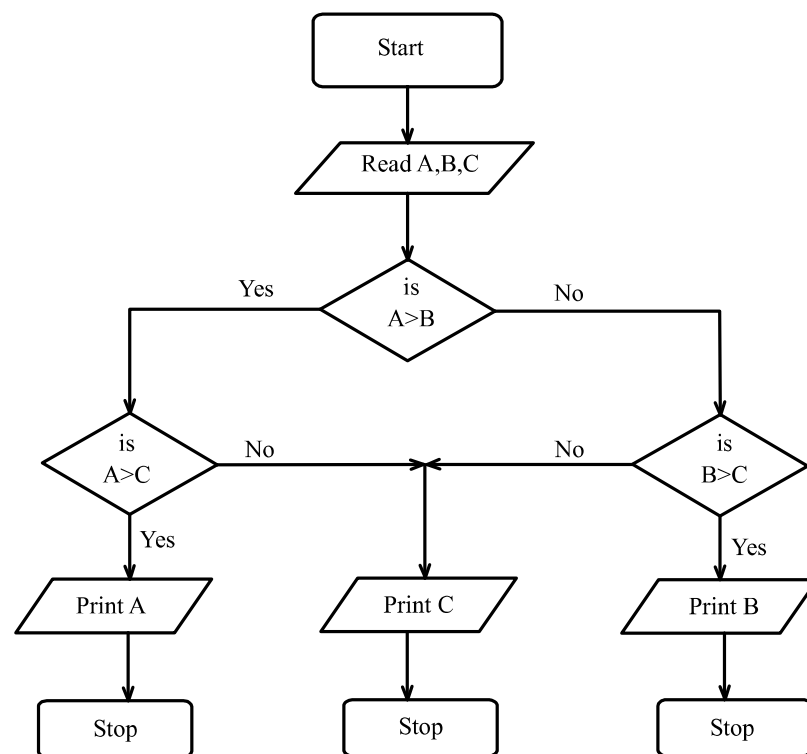 Start
Read A,B,C
is
A>B
Yes
No
is
A>C
No
No
is
B>C
Yes
Yes
Print A
Print C
Print B
Stop
Stop
Stop